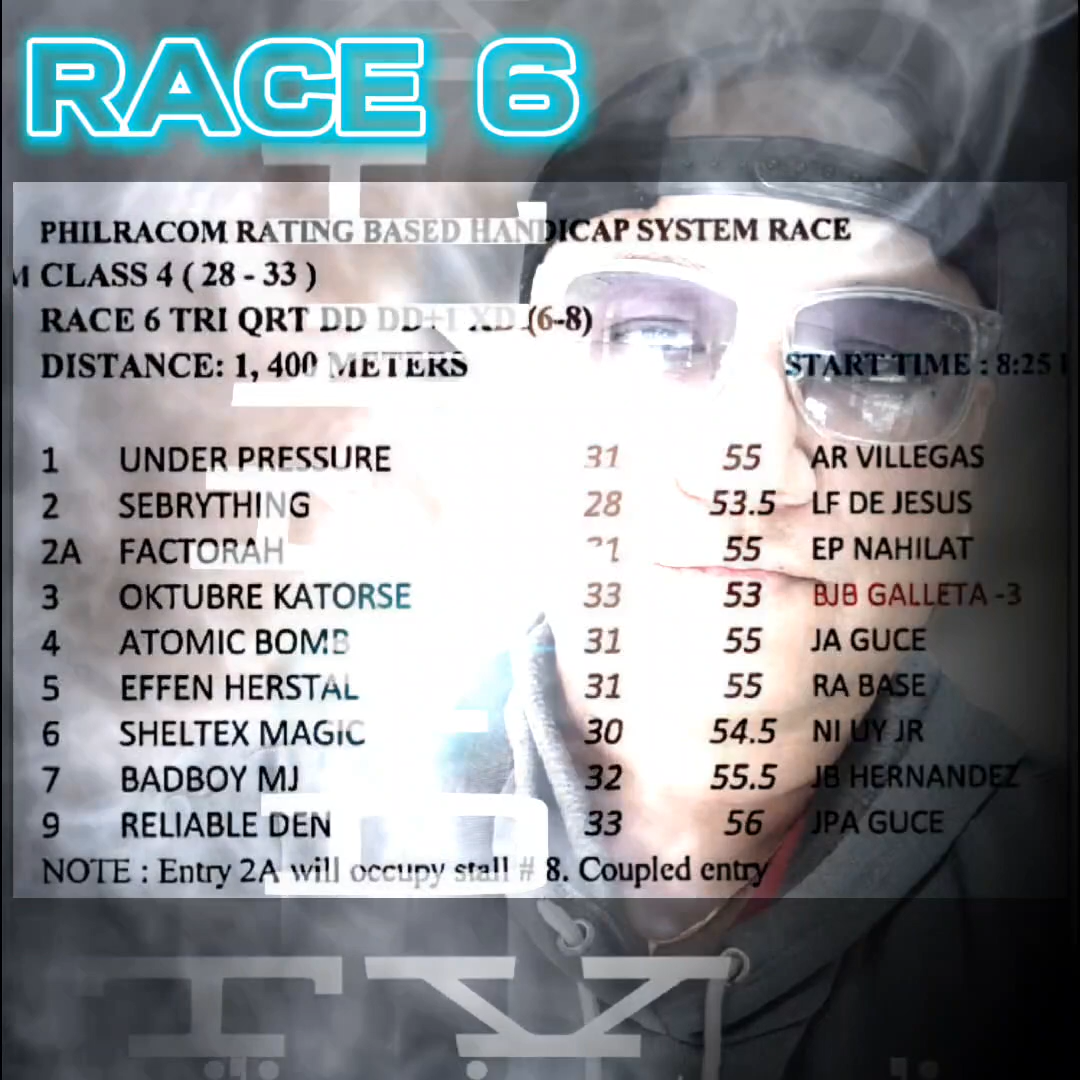 RACE 6
PHILRACOM RATING BASED HANDICAP SYSTEM RACE
CLASS 4 ( 28 - 33 )
RACE 6 TRI QRT DD DD+1 XD (6-8)
DISTANCE: 1, 400 METERS START TIME : 8:25
1 UNDER PRESSURE 31 55 AR VILLEGAS
2 SEBRYTHING 28 53.5 LF DE JESUS
2A FACTORAH 55 EP NAHILAT
3 OKTUBRE KATORSE 33 53 BJB GALLETA -3
4 ATOMIC BOMB 31 55 JA GUCE
5 EFFEN HERSTAL 31 55 RA BASE
6 SHELTEX MAGIC 30 54.5 NI UY JR
7 BADBOY MJ 32 55.5 JB HERNANDEZ
9 RELIABLE DEN 33 56 JPA GUCE
NOTE : Entry 2A will occupy stall # 8. Coupled entry